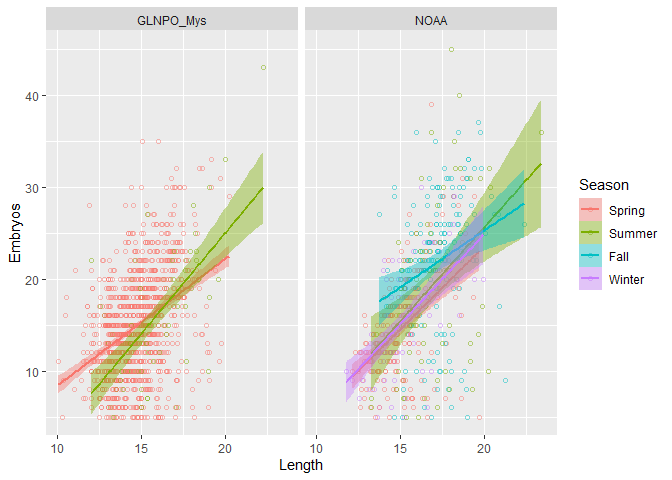 GLNPO_Mys NOAA
40
30
20
10
Embryos
10 15 20 10 15 20
Length
Season
Spring
Summer
Fall
Winter